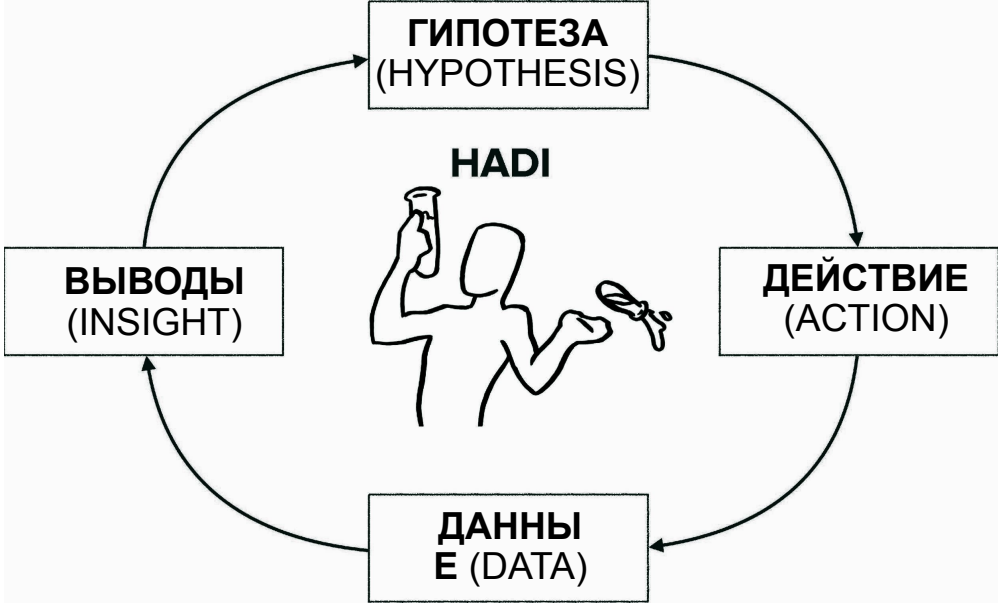 ГИПОТЕЗА
(HYPOTHESIS)
HADI
ВЫВОДЫ
(INSIGHT)
ДЕЙСТВИЕ
(ACTION)
ДАННЫ
Е (DATA)